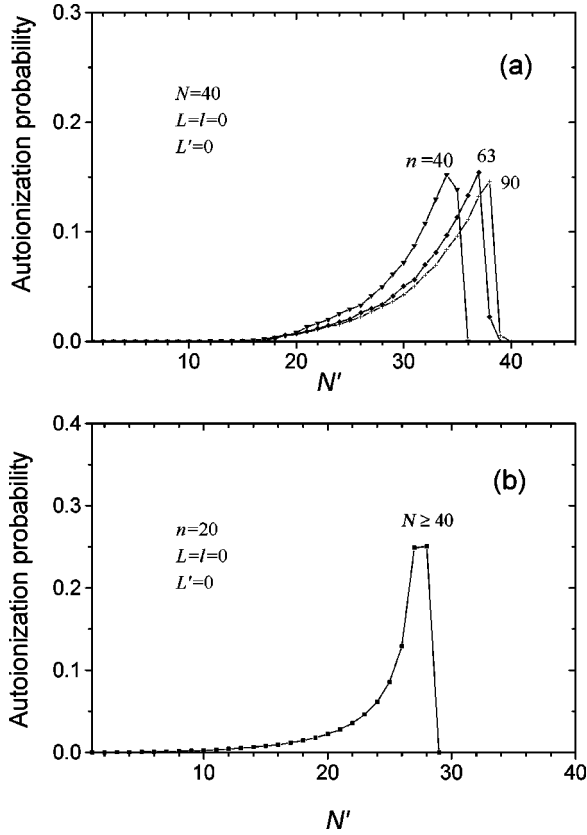 0.3
(a)
N=40
L=l=0
L'=0
0.2
n =40
63
90
0.1
0.0
Autoionization probability
10 20 30 40
N'
0.4
(b)
0.3
n=20
L=l=0
L'=0
N ≥ 40
0.2
0.1
0.0
Autoionization probability
10 20 30 40
N'